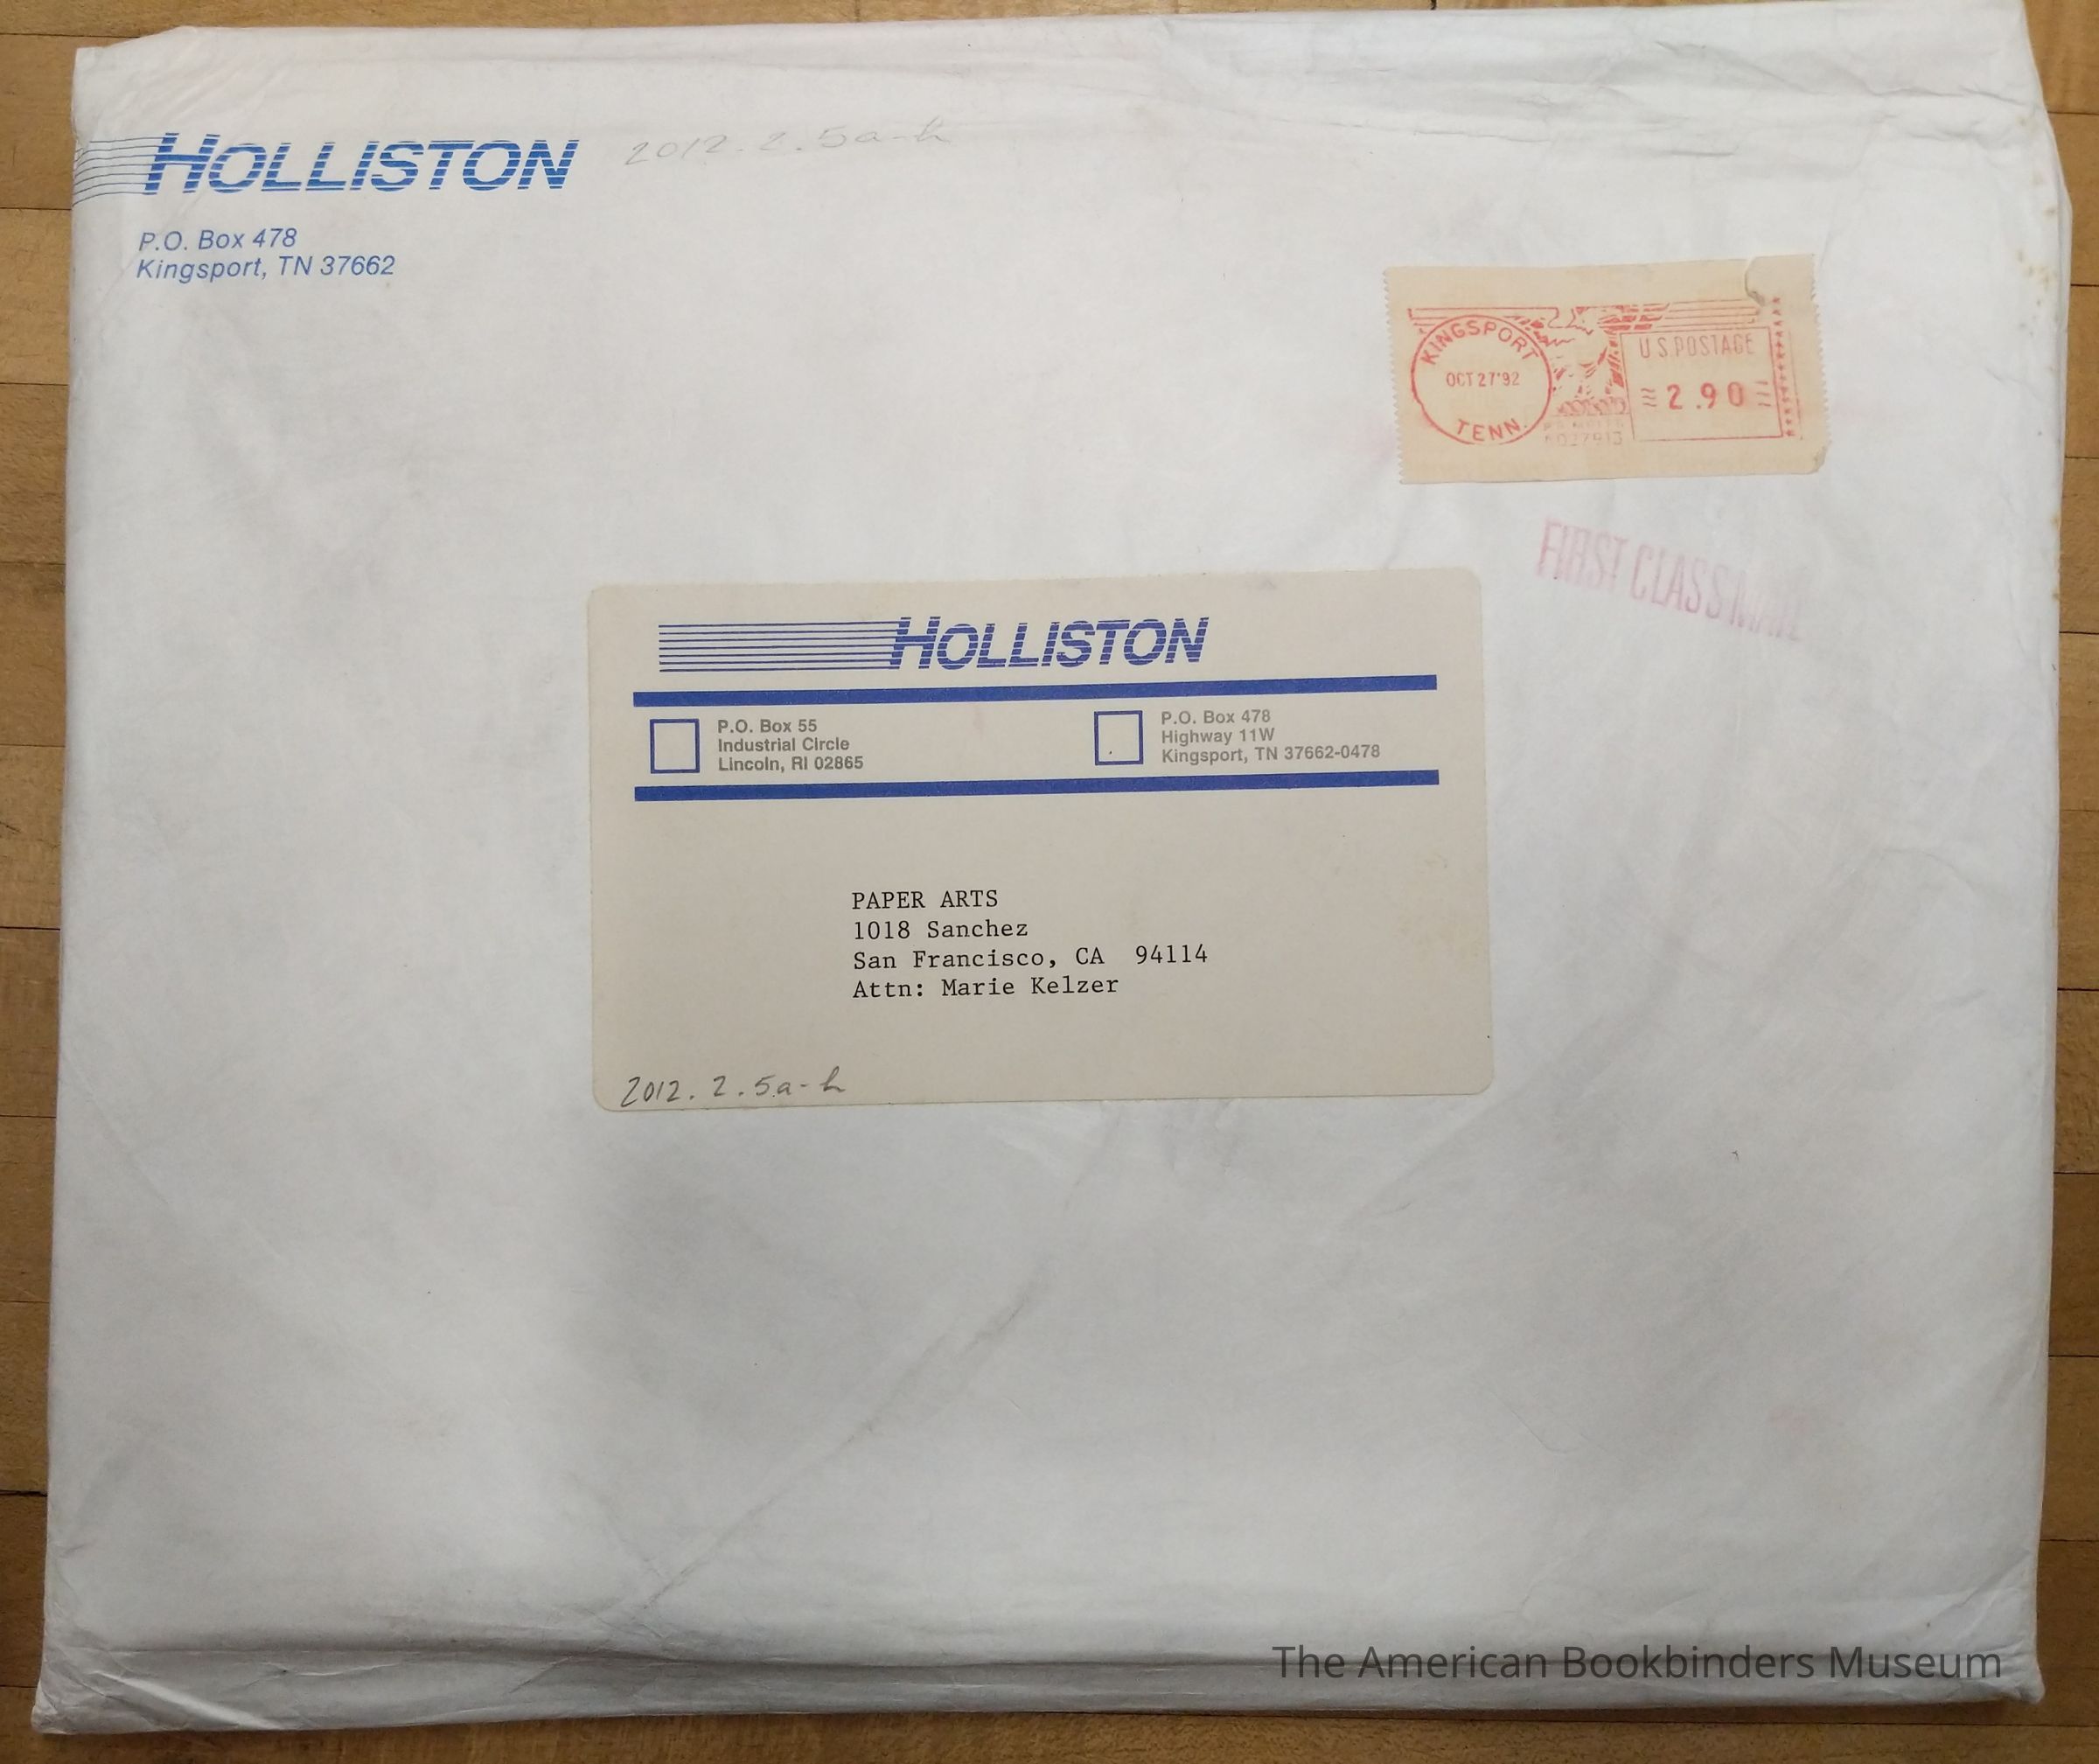 HOLLISTON
2012.2.5a-h
P.O. Box 478
Kingsport, TN 37662
KINGSPORT
OCT 27'92
TENN.
U.S. POSTAGE
2.90
FIRST CLASS MAIL
HOLLISTON
P.O. Box 55
Industrial Circle
Lincoln, RI 02865
P.O. Box 478
Highway 11W
Kingsport, TN 37662-0478
PAPER ARTS
1018 Sanchez
San Francisco, CA 94114
Attn: Marie Kelzer
2012.2.5a-h
The American Bookbinders Museum